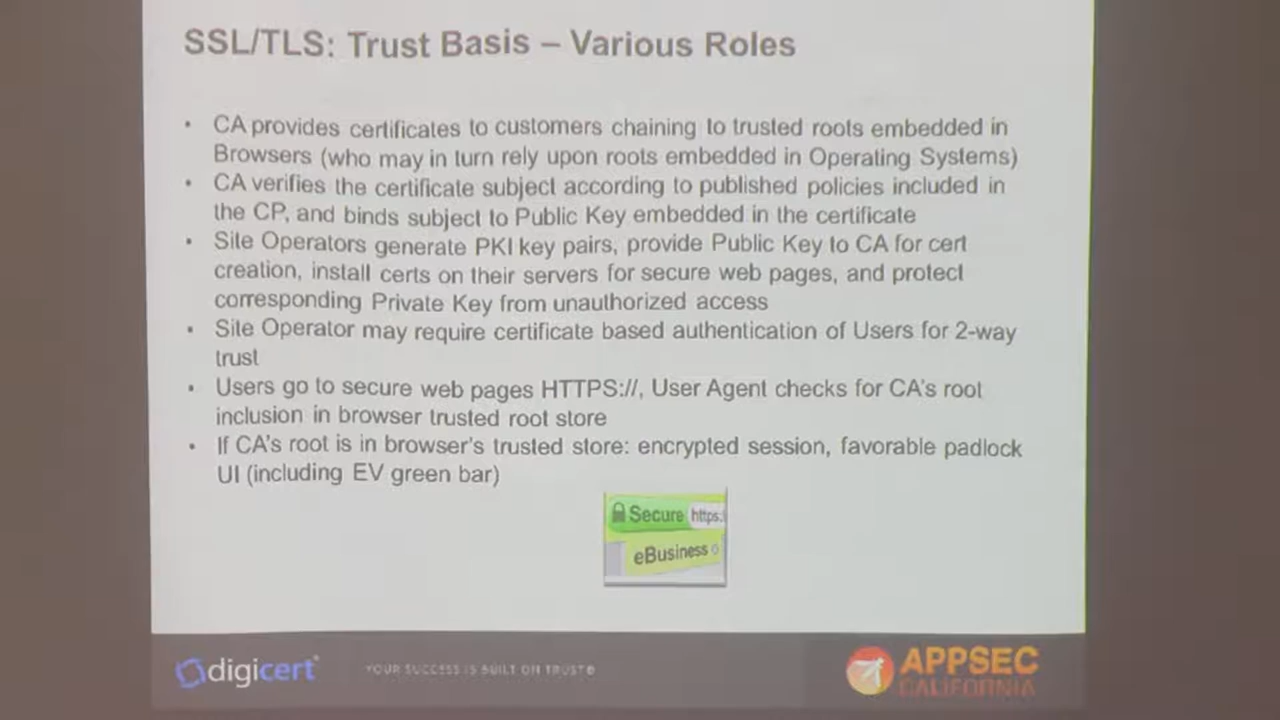 SSL/TLS: Trust Basis – Various Roles
• CA provides certificates to customers chaining to trusted roots embedded in
Browsers (who may in turn rely upon roots embedded in Operating Systems)
• CA verifies the certificate subject according to published policies included in
the CP, and binds subject to Public Key embedded in the certificate
• Site Operators generate PKI key pairs, provide Public Key to CA for cert
creation, install certs on their servers for secure web pages, and protect
corresponding Private Key from unauthorized access
• Site Operator may require certificate based authentication of Users for 2-way
trust
• Users go to secure web pages HTTPS://, User Agent checks for CA's root
inclusion in browser trusted root store
• If CA's root is in browser's trusted store: encrypted session, favorable padlock
UI (including EV green bar)
Secure https:
eBusiness
digicert
YOUR SUCCESS IS BUILT ON TRUST®
APPSEC
CALIFORNIA